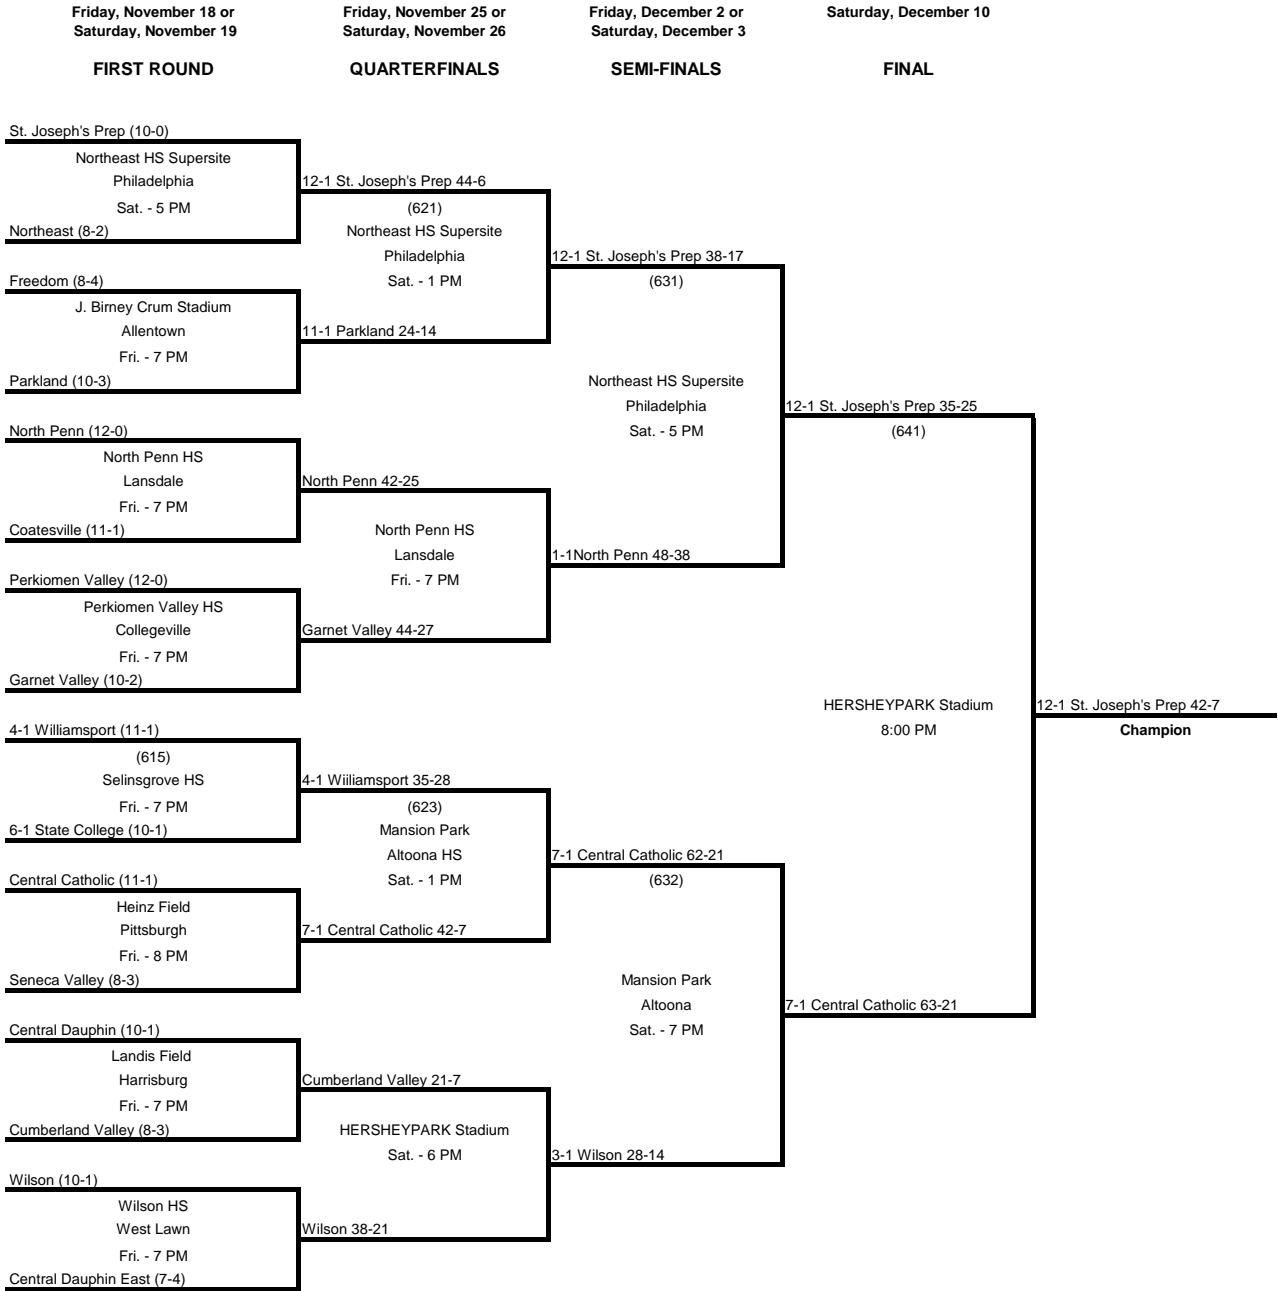 Friday, November 18 or
Saturday, November 19
FIRST ROUND
Friday, November 25 or
Saturday, November 26
QUARTERFINALS
Friday, December 2 or
Saturday, December 3
SEMI-FINALS
Saturday, December 10
FINAL
St. Joseph's Prep (10-0)
Northeast HS Supersite
Philadelphia
Sat. - 5 PM
Northeast (8-2)
Freedom (8-4)
J. Birney Crum Stadium
Allentown
Fri. - 7 PM
Parkland (10-3)
North Penn (12-0)
North Penn HS
Lansdale
Fri. - 7 PM
Coatesville (11-1)
Perkiomen Valley (12-0)
Perkiomen Valley HS
Collegeville
Fri. - 7 PM
Garnet Valley (10-2)
4-1 Williamsport (11-1)
(615)
Selinsgrove HS
Fri. - 7 PM
6-1 State College (10-1)
Central Catholic (11-1)
Heinz Field
Pittsburgh
Fri. - 8 PM
Seneca Valley (8-3)
Central Dauphin (10-1)
Landis Field
Harrisburg
Fri. - 7 PM
Cumberland Valley (8-3)
Wilson (10-1)
Wilson HS
West Lawn
Fri. - 7 PM
Central Dauphin East (7-4)
12-1 St. Joseph's Prep 44-6
(621)
Northeast HS Supersite
Philadelphia
Sat. - 1 PM
11-1 Parkland 24-14
North Penn 42-25
North Penn HS
Lansdale
Fri. - 7 PM
Garnet Valley 44-27
4-1 Wiiliamsport 35-28
(623)
Mansion Park
Altoona HS
Sat. - 1 PM
7-1 Central Catholic 42-7
Cumberland Valley 21-7
HERSHEYPARK Stadium
Sat. - 6 PM
Wilson 38-21
12-1 St. Joseph's Prep 38-17
(631)
Northeast HS Supersite
Philadelphia
Sat. - 5 PM
1-1North Penn 48-38
7-1 Central Catholic 62-21
(632)
Mansion Park
Altoona
Sat. - 7 PM
3-1 Wilson 28-14
12-1 St. Joseph's Prep 35-25
(641)
HERSHEYPARK Stadium
8:00 PM
7-1 Central Catholic 63-21
12-1 St. Joseph's Prep 42-7
Champion